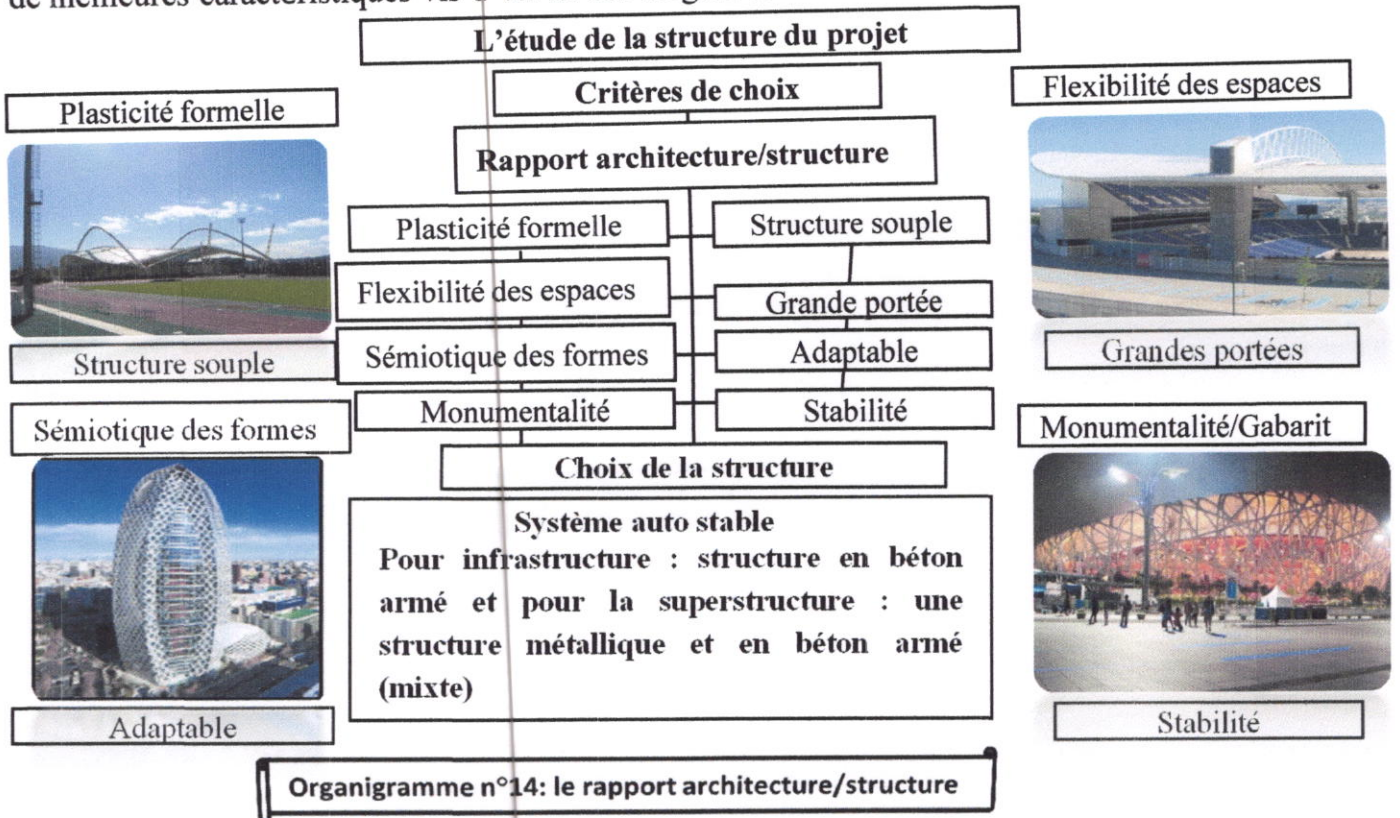 de meilleures caractéristiques
L'étude de la structure du projet
Critères de choix
Rapport architecture/structure
Plasticité formelle
Structure souple
Flexibilité des espaces
Grandes portées
Plasticité formelle
Structure souple
Flexibilité des espaces
Grande portée
Sémiotique des formes
Adaptable
Monumentalité
Stabilité
Sémiotique des formes
Adaptable
Monumentalité/Gabarit
Stabilité
Choix de la structure
Système auto stable
Pour infrastructure : structure en béton
armé et pour la superstructure : une
structure métallique et en béton armé
(mixte)
Organigramme n°14: le rapport architecture/structure